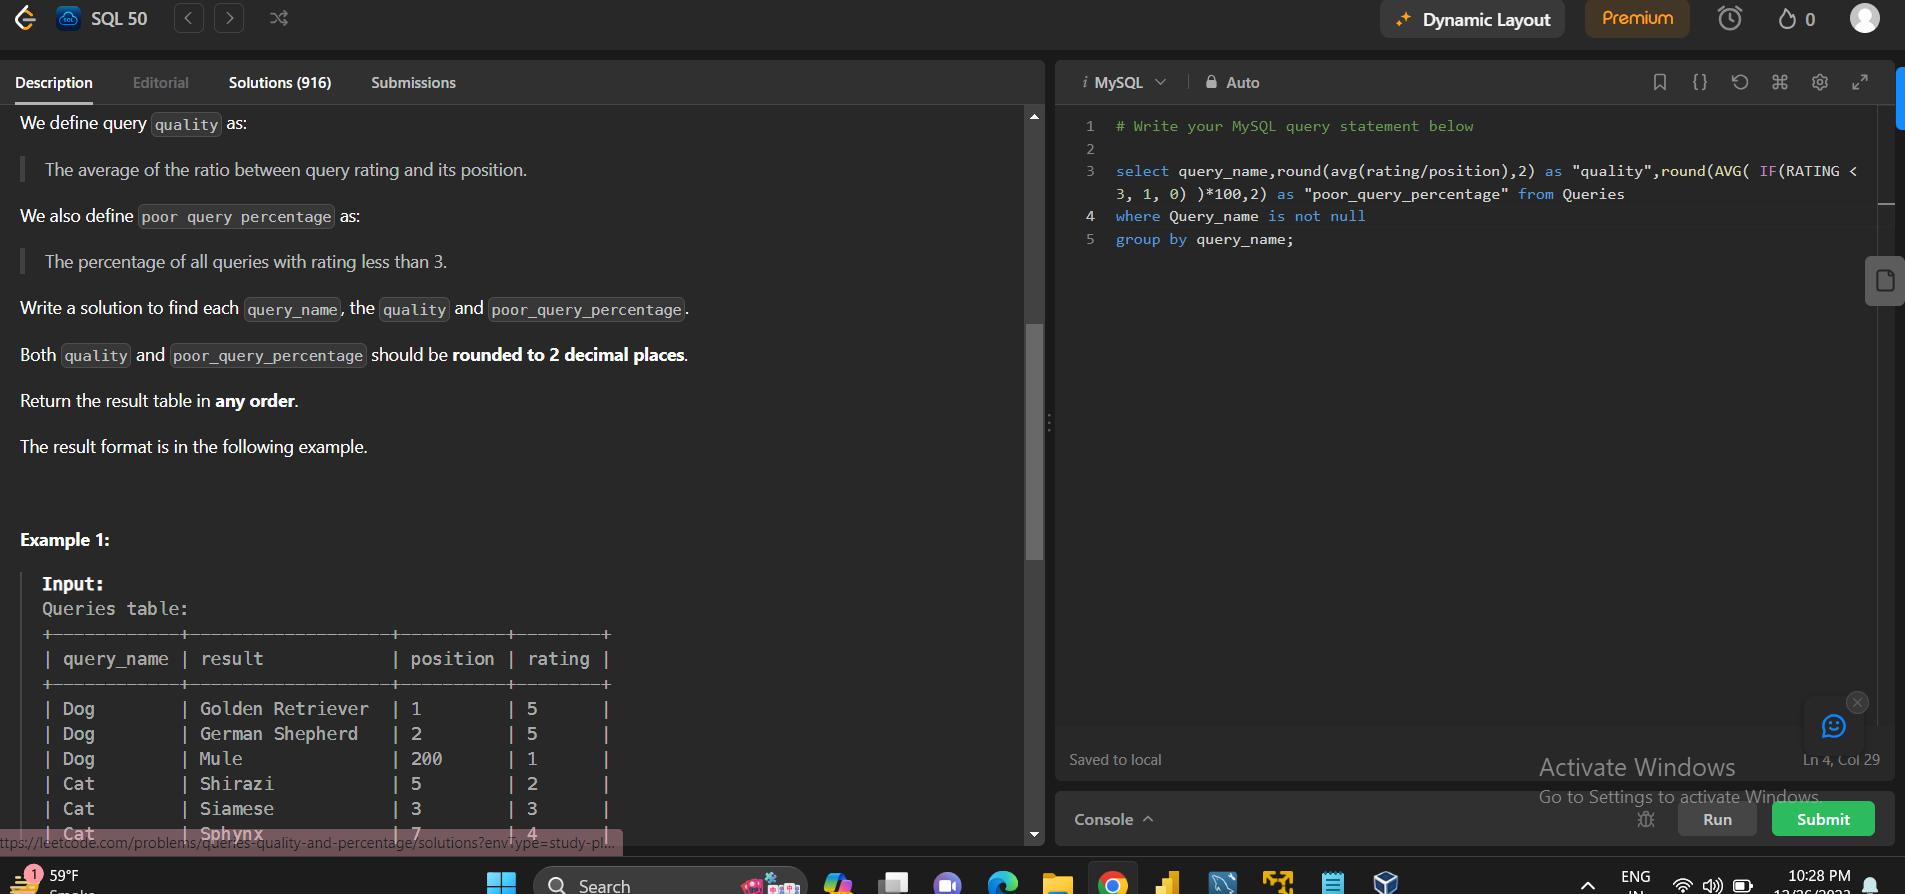 SQL 50
Dynamic Layout
Premium
0
Description
Editorial
Solutions (916)
Submissions
We define query quality as:
The average of the ratio between query rating and its position.
We also define poor query percentage as:
The percentage of all queries with rating less than 3.
Write a solution to find each query_name, the quality and poor_query_percentage.
Both quality and poor_query_percentage should be rounded to 2 decimal places.
Return the result table in any order.
The result format is in the following example.
Example 1:
Input:
Queries table:
+------------+-------------------+----------+--------+
| query_name | result            | position | rating |
+------------+-------------------+----------+--------+
| Dog        | Golden Retriever  | 1        | 5      |
| Dog        | German Shepherd   | 2        | 5      |
| Dog        | Mule              | 200      | 1      |
| Cat        | Shirazi           | 5        | 2      |
| Cat        | Siamese           | 3        | 3      |
| Cat        | Sphynx            | 7        | 4      |
ttps://leetcode.com/problems/queries-quality-and-percentage/solutions?envType=study-pl...
i MySQL
Auto
1 # Write your MySQL query statement below
2
3 select query_name,round(avg(rating/position),2) as "quality",round(AVG( IF(RATING <
3, 1, 0) )*100,2) as "poor_query_percentage" from Queries
4 where Query_name is not null
5 group by query_name;
Saved to local
Ln 4, Col 29
Activate Windows
Go to Settings to activate Windows.
Console
Run
Submit
1
59°F
Search
ENG
10:28 PM